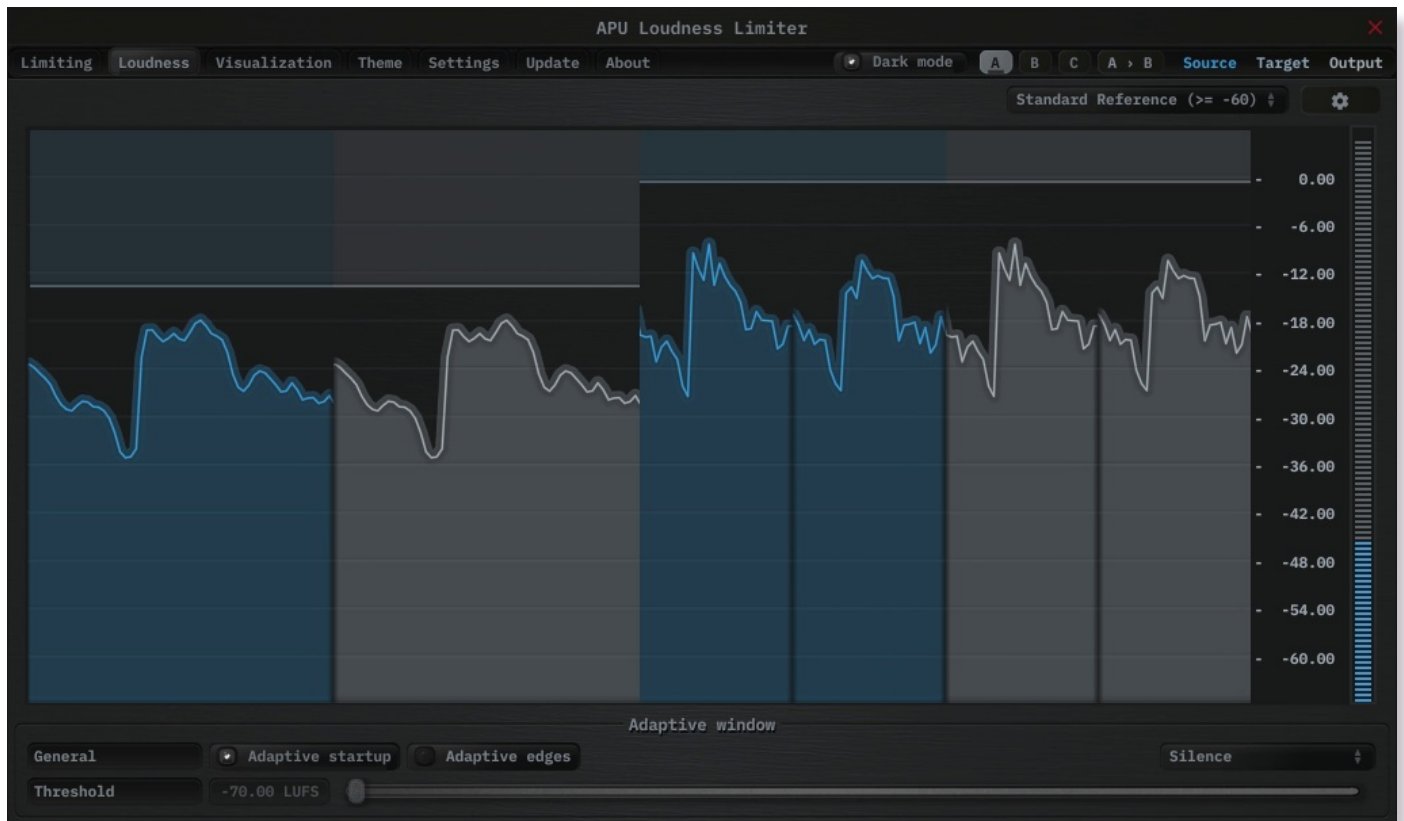 APU Loudness Limiter
Limiting Loudness Visualization Theme Settings Update About Dark mode A B C A › B Source Target Output
Standard Reference (>= -60)
- 0.00
- -6.00
- -12.00
- -18.00
- -24.00
- -30.00
- -36.00
- -42.00
- -48.00
- -54.00
- -60.00
Adaptive window
General Adaptive startup Adaptive edges Silence
Threshold -70.00 LUFS